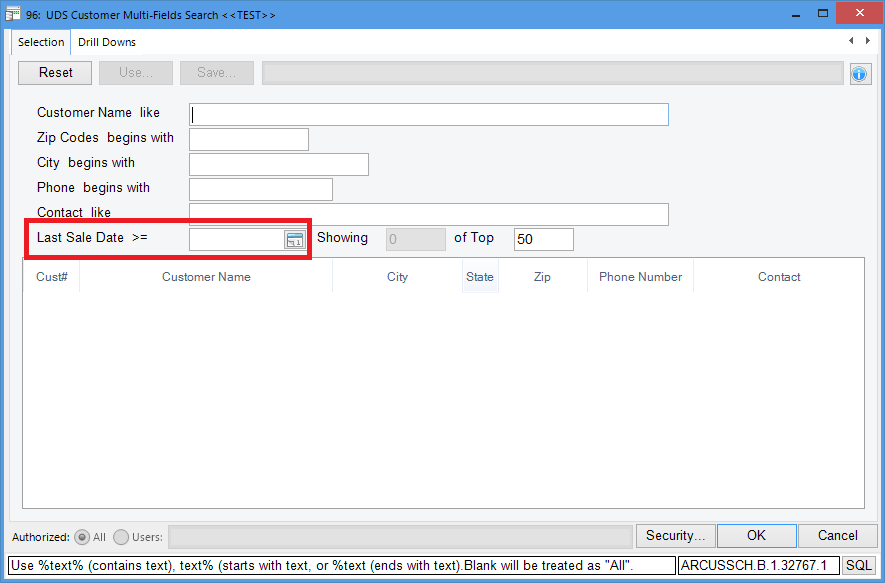 96: UDS Customer Multi-Fields Search <<TEST>>
Selection Drill Downs
Reset Use... Save...
Customer Name like
Zip Codes begins with
City begins with
Phone begins with
Contact like
Last Sale Date >= Showing 0 of Top 50
Cust# Customer Name City State Zip Phone Number Contact
Authorized: All Users: Security... OK Cancel
Use %text% (contains text), text% (starts with text, or %text (ends with text).Blank will be treated as "All". ARCUSSCH.B.1.32767.1 SQL